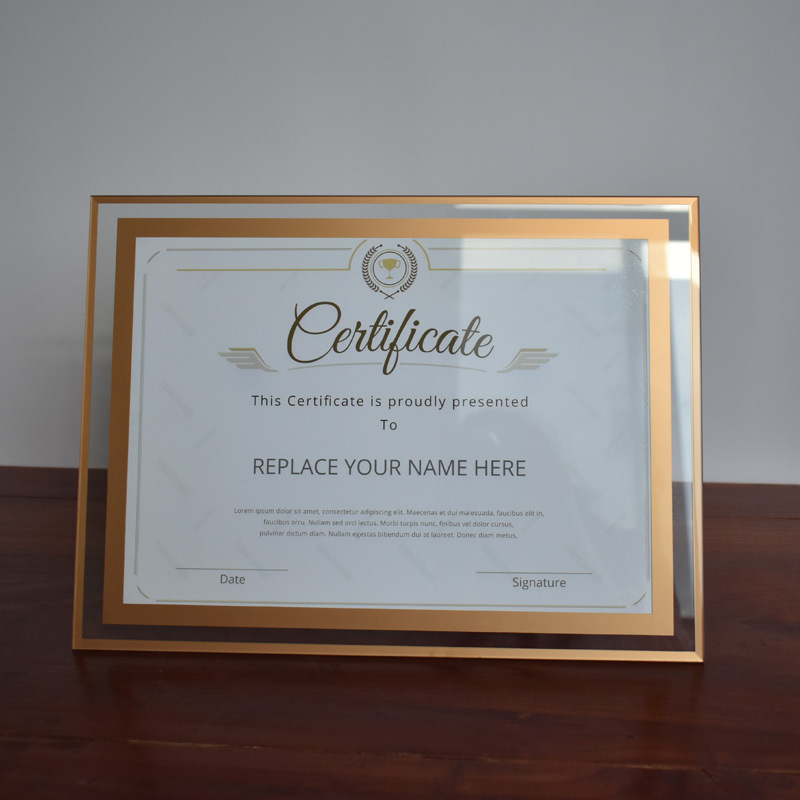 Certificate
This Certificate is proudly presented
To
REPLACE YOUR NAME HERE
Lorem ipsum dolor sit amet, consectetur adipiscing elit. Maecenas et dui malesuada, faucibus elit in,
faucibus arcu. Nullam sed orci lectus. Morbi turpis nunc, finibus vel dolor cursus,
pulvinar dictum diam. Nullam egestas bibendum dui at laoreet. Donec diam metus,
Date Signature